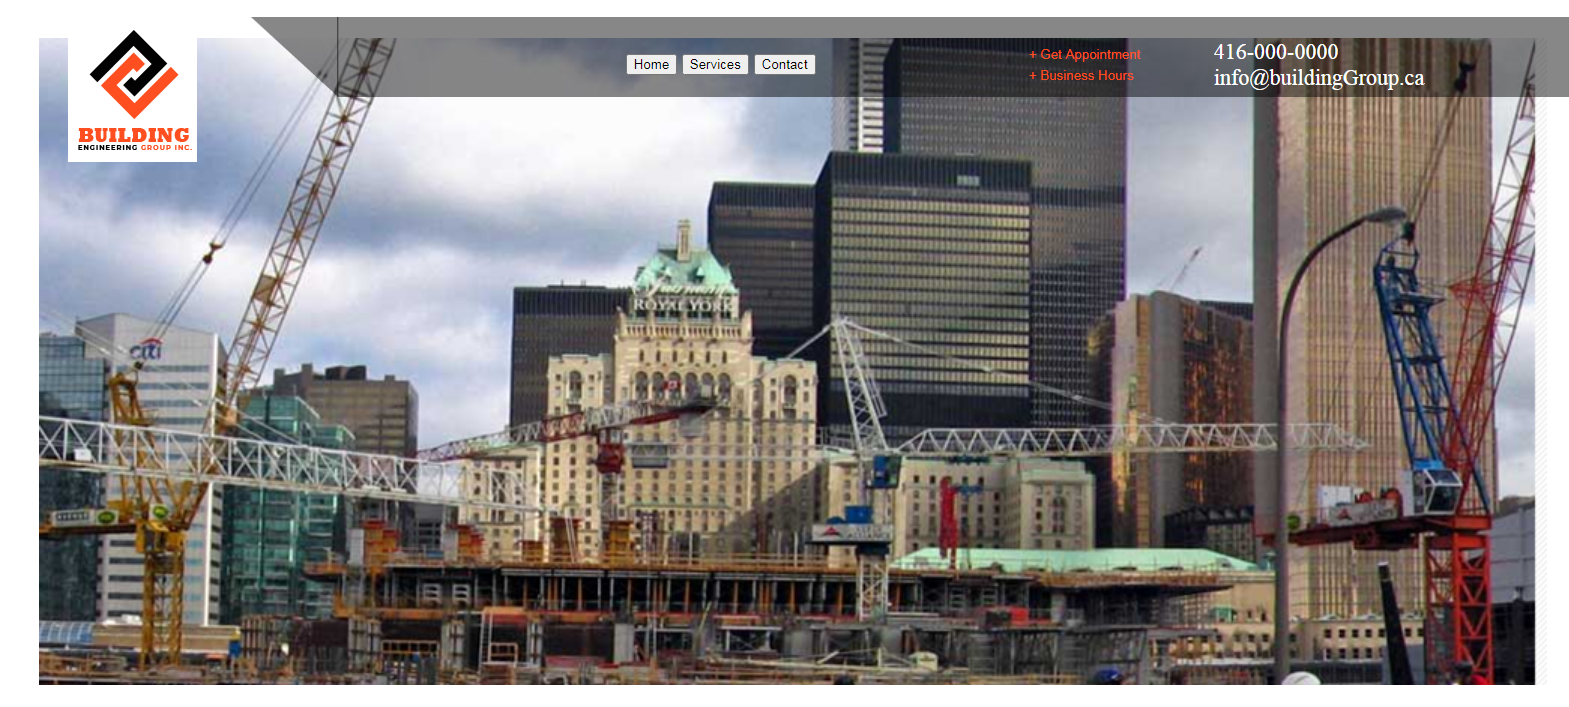 Home Services Contact
+ Get Appointment
+ Business Hours
416-000-0000
info@buildingGroup.ca
BUILDING
ENGINEERING GROUP INC.
ROYAL YORK
citi